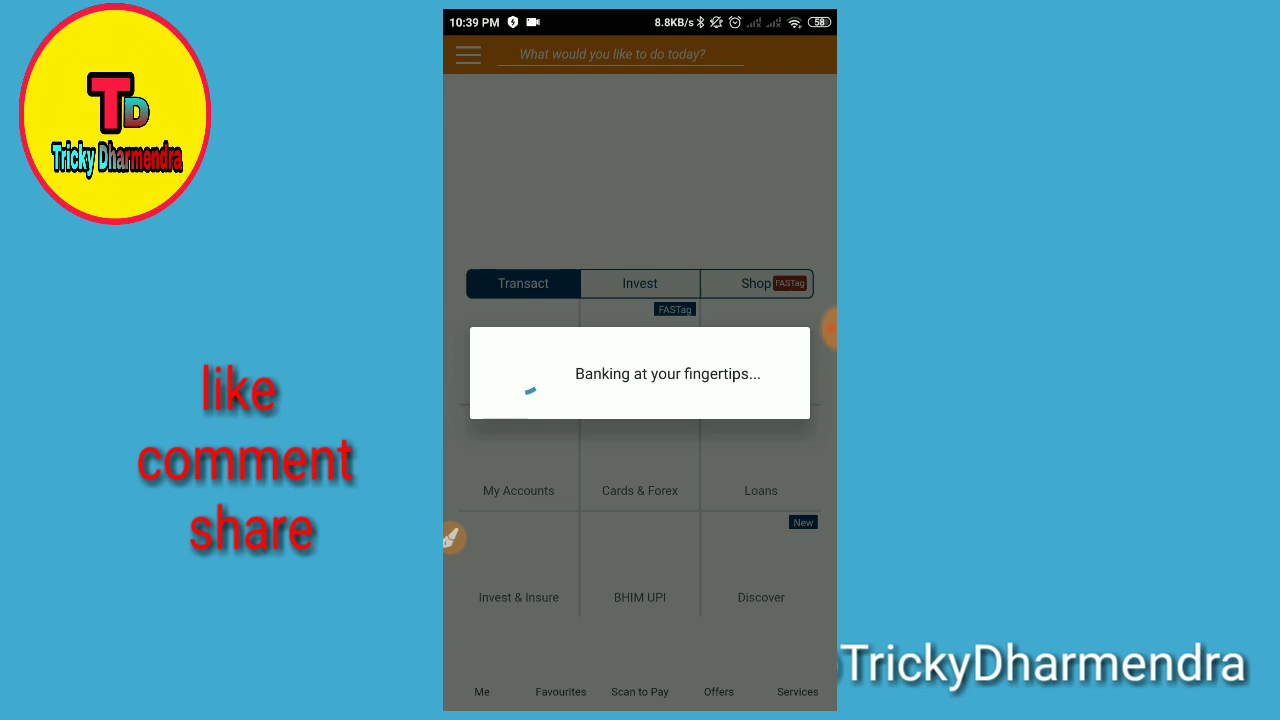 TD
Tricky Dharmendra
10:39 PM
8.8KB/s
58
What would you like to do today?
Transact
Invest
Shop
FASTag
FASTag
Banking at your fingertips...
My Accounts
Cards & Forex
Loans
New
Invest & Insure
BHIM UPI
Discover
Me
Favourites
Scan to Pay
Offers
Services
like
comment
share
TrickyDharmendra